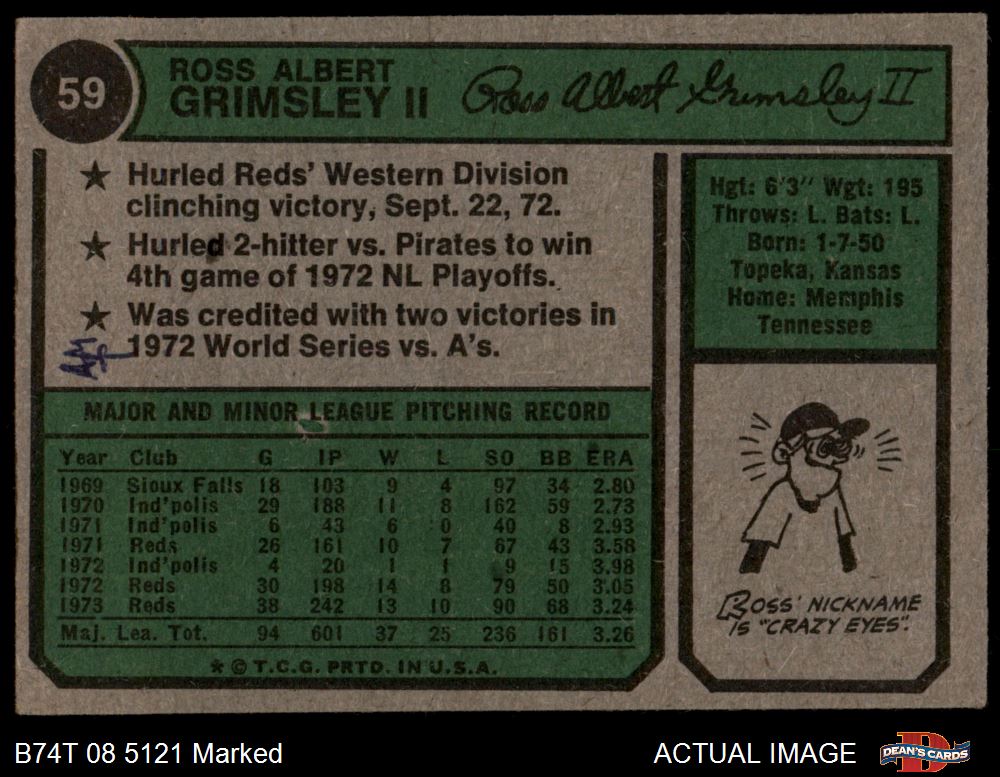 59
ROSS ALBERT
GRIMSLEY II
Ross Albert Grimsley II
★ Hurled Reds' Western Division
clinching victory, Sept. 22, 72.
★ Hurled 2-hitter vs. Pirates to win
4th game of 1972 NL Playoffs.
★ Was credited with two victories in
1972 World Series vs. A's.
Hgt: 6'3" Wgt: 195
Throws: L. Bats: L.
Born: 1-7-50
Topeka, Kansas
Home: Memphis
Tennessee
MAJOR AND MINOR LEAGUE PITCHING RECORD
Year Club G IP W L SO BB ERA
1969 Sioux Falls 18 103 9 4 97 34 2.80
1970 Ind'polis 29 188 11 8 162 59 2.73
1971 Ind'polis 6 43 6 0 40 8 2.93
1971 Reds 26 161 10 7 67 43 3.58
1972 Ind'polis 4 20 1 1 9 15 3.98
1972 Reds 30 198 14 8 79 50 3.05
1973 Reds 38 242 13 10 90 68 3.24
Maj. Lea. Tot. 94 601 37 25 236 161 3.26
* © T.C.G. PRTD. IN U.S.A.
ROSS' NICKNAME
IS "CRAZY EYES".
B74T 08 5121 Marked
ACTUAL IMAGE
DEAN'S CARDS